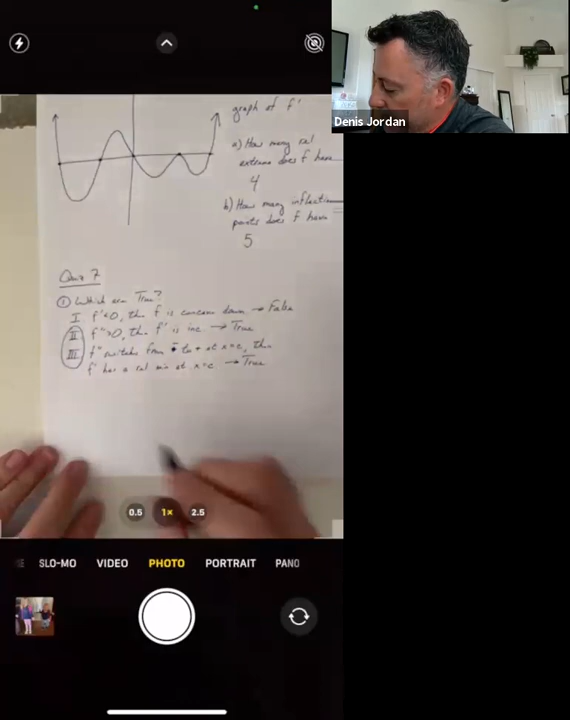 Denis Jordan
graph of f'
a) How many rel
extrema does f have
4
b) How many inflection
points does f have
5
Quiz 7
① Which are True?
I f'<0, then f is concave down → False
II f">0, then f' is inc. → True
III. f" switches from - to + at x=c, then
f' has a rel min at x=c → True
0.5 1× 2.5
SLO-MO VIDEO PHOTO PORTRAIT PANO